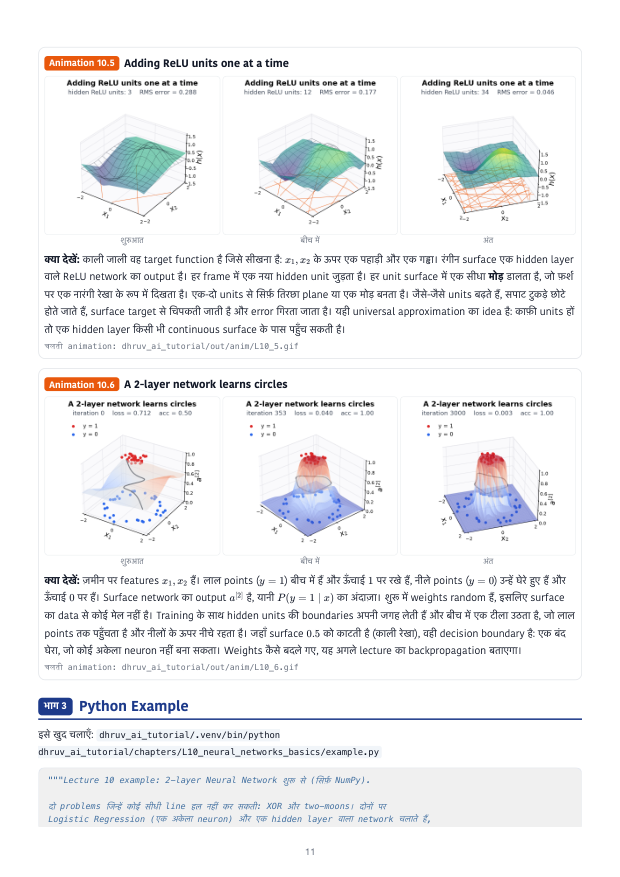 Animation 10.5 Adding ReLU units one at a time
Adding ReLU units one at a time
hidden ReLU units: 3 RMS error = 0.288
Adding ReLU units one at a time
hidden ReLU units: 12 RMS error = 0.177
Adding ReLU units one at a time
hidden ReLU units: 34 RMS error = 0.046
शुरुआत
बीच में
अंत
क्या देखें: काली जाली वह target function है जिसे सीखना है: x₁, x₂ के ऊपर एक पहाड़ी और एक गड्ढा। रंगीन surface एक hidden layer
वाले ReLU network का output है। हर frame में एक नया hidden unit जुड़ता है। हर unit surface में एक सीधा मोड़ डालता है, जो फ़र्श
पर एक नारंगी रेखा के रूप में दिखता है। एक-दो units से सिर्फ़ तिरछा plane या एक मोड़ बनता है। जैसे-जैसे units बढ़ते हैं, सपाट टुकड़े छोटे
होते जाते हैं, surface target से चिपकती जाती है और error गिरता जाता है। यही universal approximation का idea है: काफ़ी units हों
तो एक hidden layer किसी भी continuous surface के पास पहुँच सकती है।
चलती animation: dhruv_ai_tutorial/out/anim/L10_5.gif
Animation 10.6 A 2-layer network learns circles
A 2-layer network learns circles
iteration 0 loss = 0.712 acc = 0.50
A 2-layer network learns circles
iteration 353 loss = 0.040 acc = 1.00
A 2-layer network learns circles
iteration 3000 loss = 0.003 acc = 1.00
y = 1
y = 0
y = 1
y = 0
y = 1
y = 0
शुरुआत
बीच में
अंत
क्या देखें: जमीन पर features x₁, x₂ हैं। लाल points (y = 1) बीच में हैं और ऊँचाई 1 पर रखे हैं, नीले points (y = 0) उन्हें घेरे हुए हैं और
ऊँचाई 0 पर हैं। Surface network का output a^[2] है, यानी P(y = 1 | x) का अंदाज़ा। शुरू में weights random हैं, इसलिए surface
का data से कोई मेल नहीं है। Training के साथ hidden units की boundaries अपनी जगह लेती हैं और बीच में एक टीला उठता है, जो लाल
points तक पहुँचता है और नीलों के ऊपर नीचे रहता है। जहाँ surface 0.5 को काटती है (काली रेखा), वही decision boundary है: एक बंद
घेरा, जो कोई अकेला neuron नहीं बना सकता। Weights कैसे बदले गए, यह अगले lecture का backpropagation बताएगा।
चलती animation: dhruv_ai_tutorial/out/anim/L10_6.gif
भाग 3 Python Example
इसे खुद चलाएँ: dhruv_ai_tutorial/.venv/bin/python
dhruv_ai_tutorial/chapters/L10_neural_networks_basics/example.py
"""Lecture 10 example: 2-layer Neural Network शुरू से (सिर्फ़ NumPy).
दो problems जिन्हें कोई सीधी line हल नहीं कर सकती: XOR और two-moons। दोनों पर
Logistic Regression (एक अकेला neuron) और एक hidden layer वाला network चलाते हैं,
11